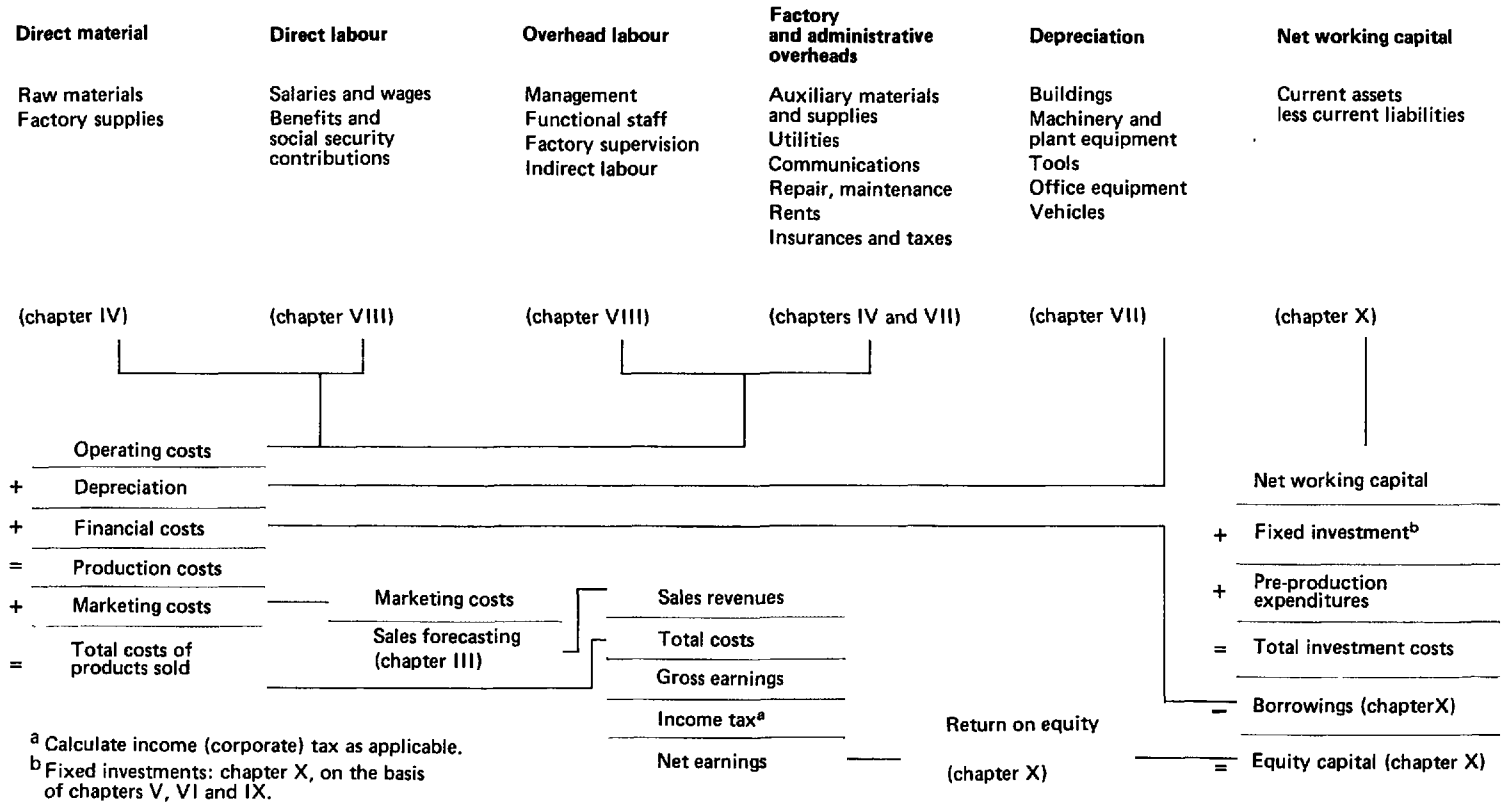 Direct material
Raw materials
Factory supplies
(chapter IV)
Direct labour
Salaries and wages
Benefits and
social security
contributions
(chapter VIII)
Overhead labour
Management
Functional staff
Factory supervision
Indirect labour
(chapter VIII)
Factory
and administrative
overheads
Auxiliary materials
and supplies
Utilities
Communications
Repair, maintenance
Rents
Insurances and taxes
(chapters IV and VII)
Depreciation
Buildings
Machinery and
plant equipment
Tools
Office equipment
Vehicles
(chapter VII)
Net working capital
Current assets
less current liabilities
(chapter X)
Operating costs
+ Depreciation
+ Financial costs
= Production costs
+ Marketing costs
= Total costs of
products sold
Marketing costs
Sales forecasting
(chapter III)
Sales revenues
Total costs
Gross earnings
Income taxᵃ
Net earnings
Return on equity
(chapter X)
Net working capital
+ Fixed investmentᵇ
+ Pre-production
expenditures
= Total investment costs
– Borrowings (chapterX)
= Equity capital (chapter X)
ᵃ Calculate income (corporate) tax as applicable.
ᵇ Fixed investments: chapter X, on the basis
of chapters V, VI and IX.